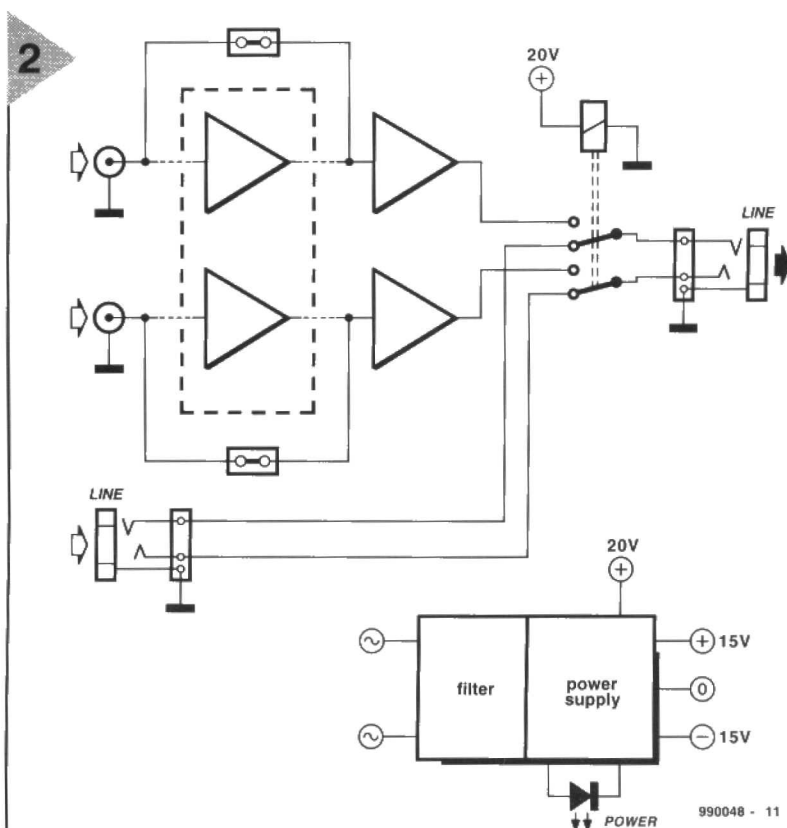 2
20V
+
LINE
LINE
20V
+
filter
power
supply
+ 15V
0
− 15V
POWER
990048 - 11